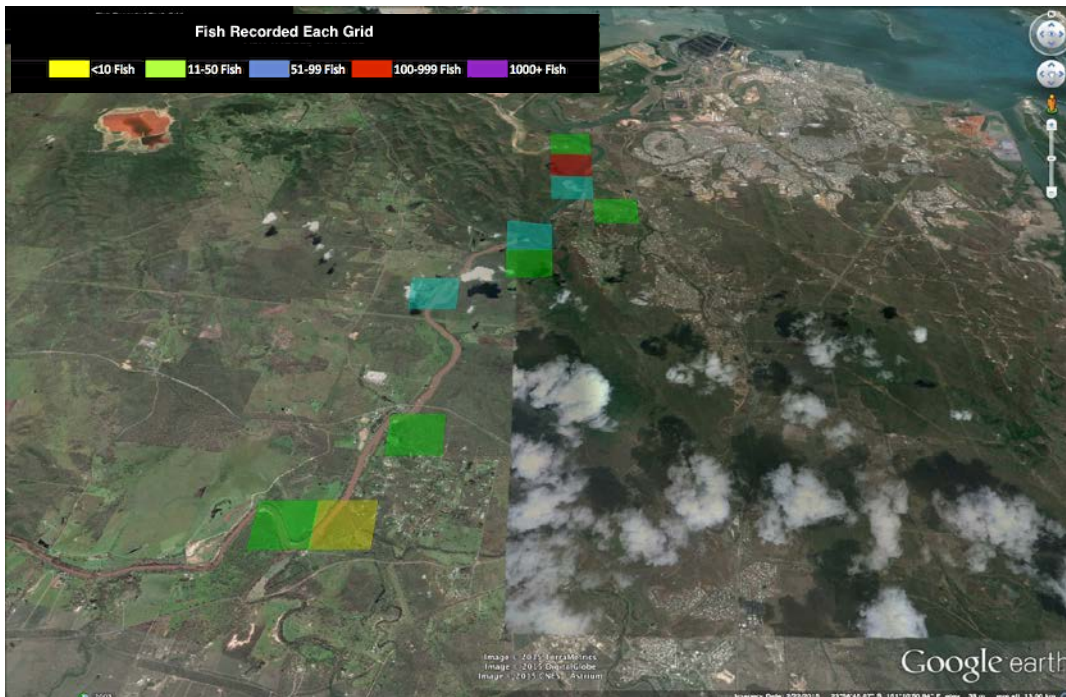 Fish Recorded Each Grid
<10 Fish
11-50 Fish
51-99 Fish
100-999 Fish
1000+ Fish
Image © 2015 TerraMetrics
Image © 2015 DigitalGlobe
Image © 2015 CNES / Astrium
Google earth